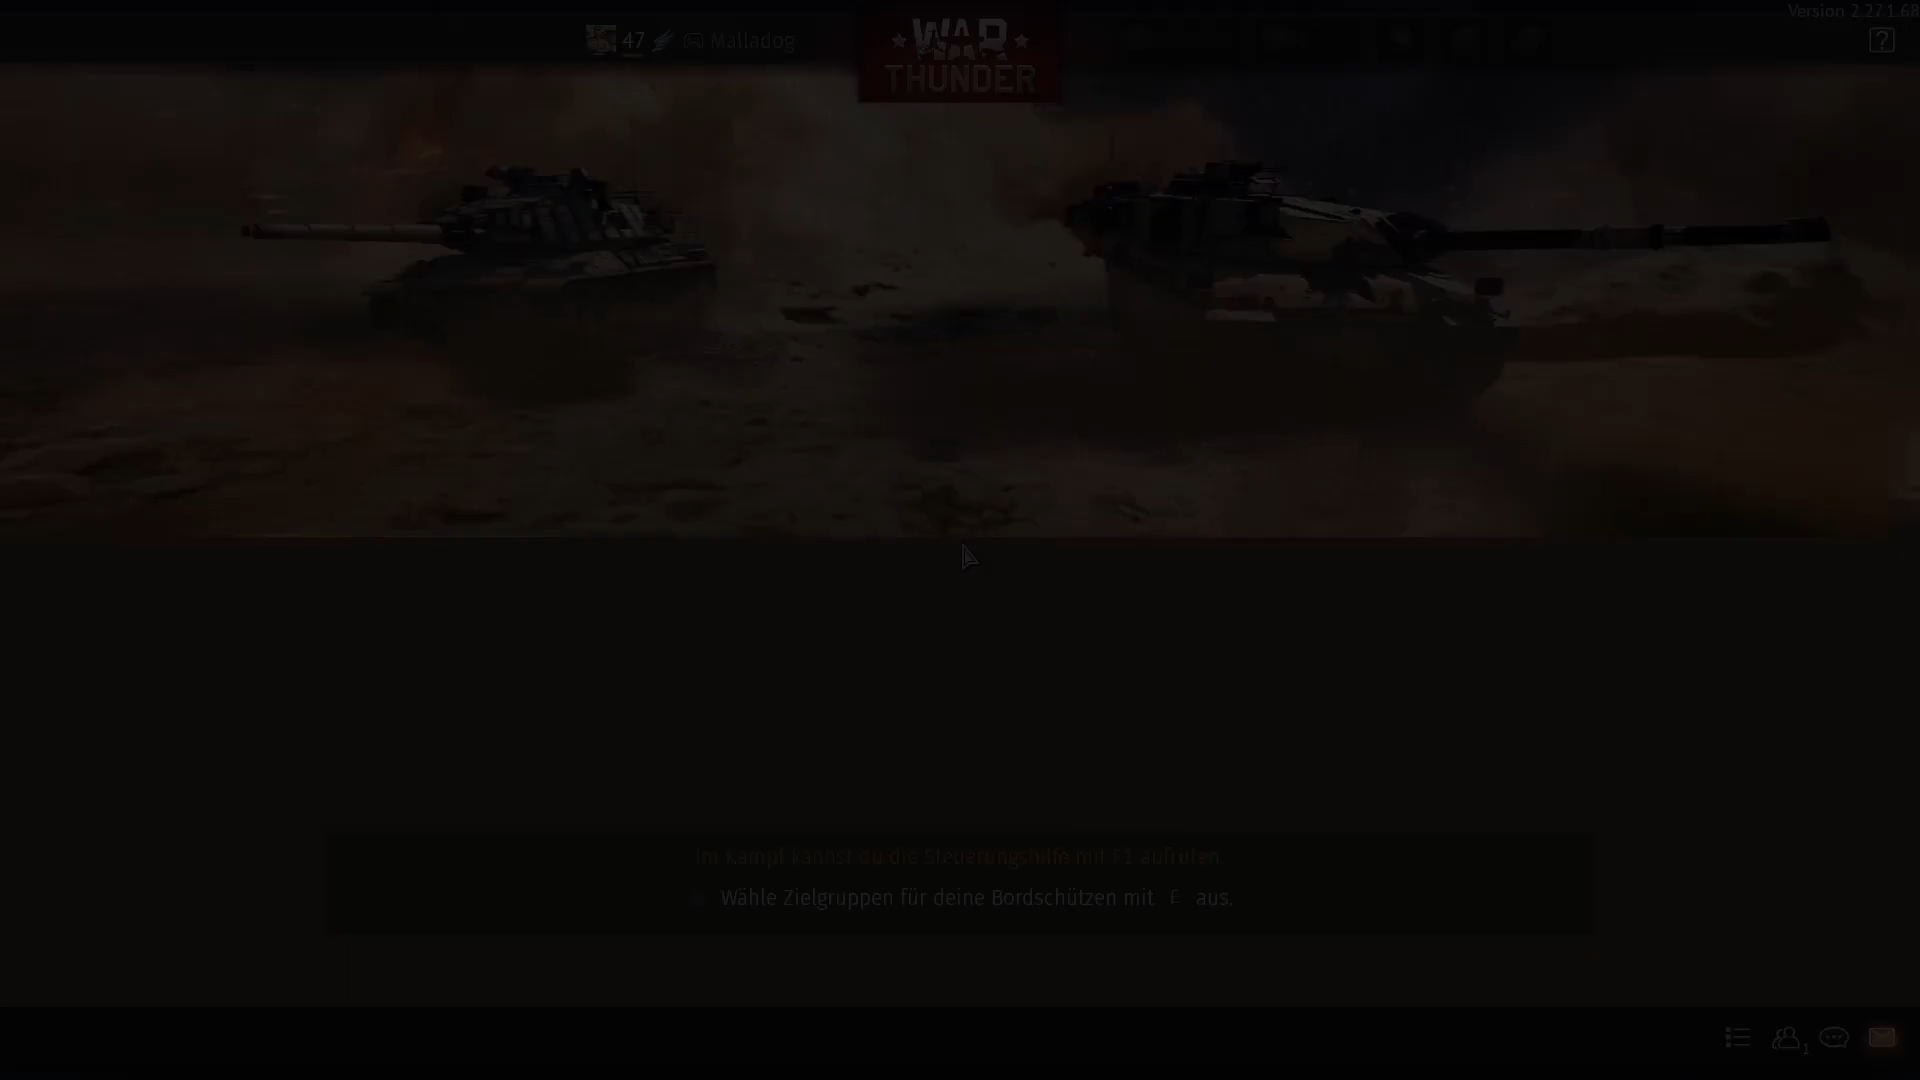 Version 2.27.1.68
47 Malladog
WAR
THUNDER
?
Im Kampf kannst du die Steuerungshilfe mit F1 aufrufen.
Wähle Zielgruppen für deine Bordschützen mit E aus.
1